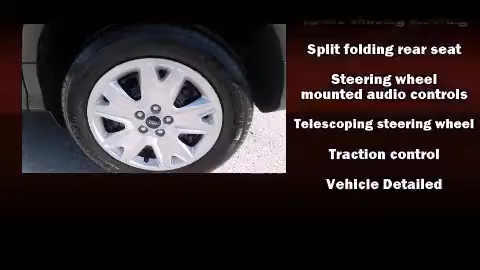 Split folding rear seat
Steering wheel
mounted audio controls
Telescoping steering wheel
Traction control
Vehicle Detailed